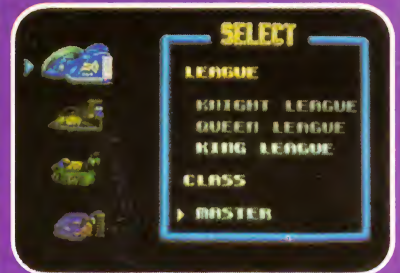 SELECT
LEAGUE
KNIGHT LEAGUE
QUEEN LEAGUE
KING LEAGUE
CLASS
MASTER